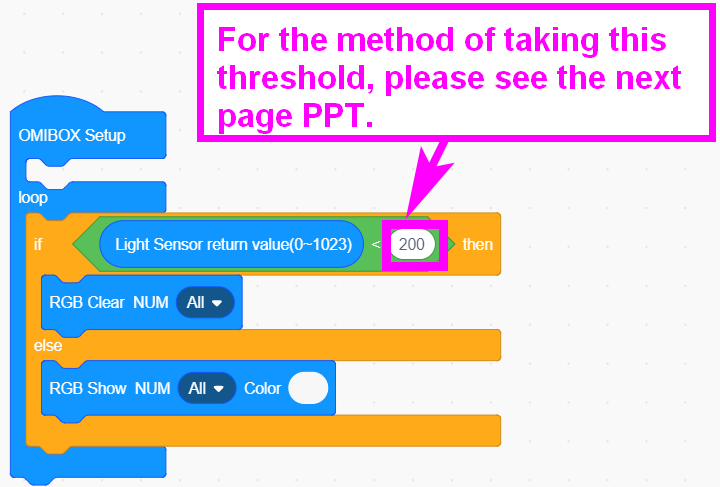 For the method of taking this
threshold, please see the next
page PPT.
OMIBOX Setup
loop
if Light Sensor return value(0~1023) < 200 then
RGB Clear NUM All
else
RGB Show NUM All Color